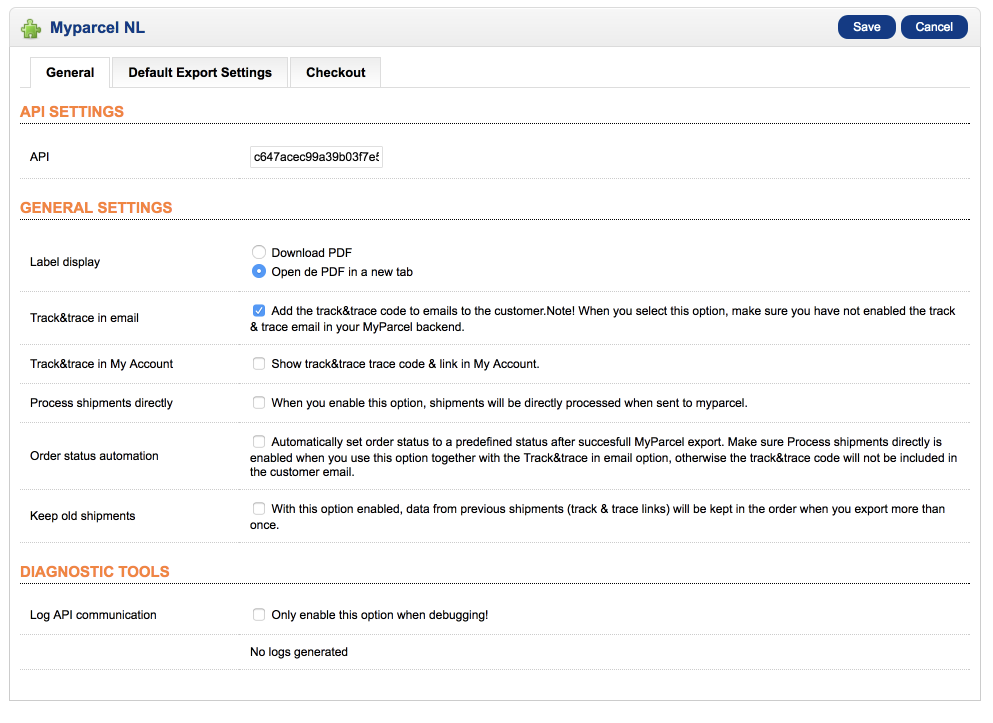 Myparcel NL
Save
Cancel
General
Default Export Settings
Checkout
API SETTINGS
API
c647acec99a39b03f7e5
GENERAL SETTINGS
Label display
Download PDF
Open de PDF in a new tab
Track&trace in email
Add the track&trace code to emails to the customer.Note! When you select this option, make sure you have not enabled the track
& trace email in your MyParcel backend.
Track&trace in My Account
Show track&trace trace code & link in My Account.
Process shipments directly
When you enable this option, shipments will be directly processed when sent to myparcel.
Order status automation
Automatically set order status to a predefined status after succesfull MyParcel export. Make sure Process shipments directly is
enabled when you use this option together with the Track&trace in email option, otherwise the track&trace code will not be included in
the customer email.
Keep old shipments
With this option enabled, data from previous shipments (track & trace links) will be kept in the order when you export more than
once.
DIAGNOSTIC TOOLS
Log API communication
Only enable this option when debugging!
No logs generated